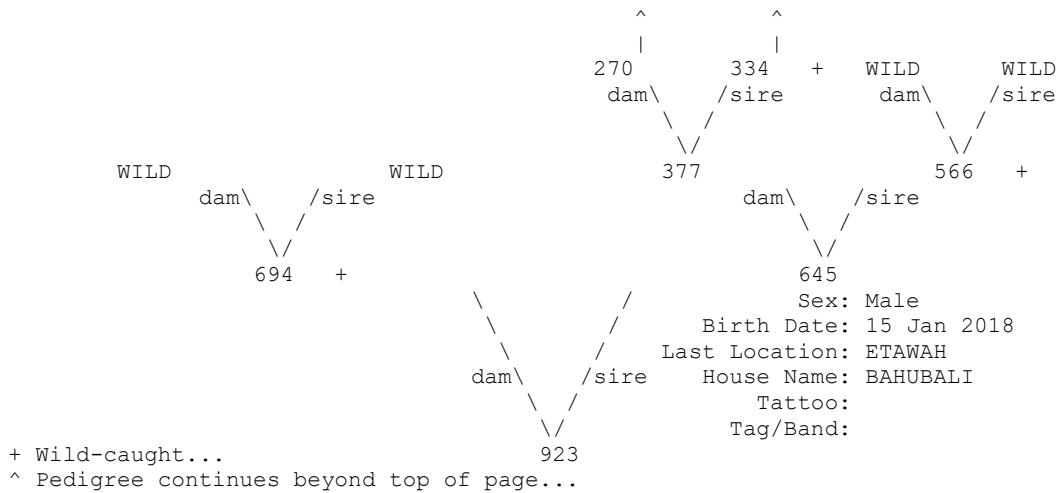 ^ ^
270 334 + WILD WILD
dam\ /sire dam\ /sire
WILD WILD 377 566 +
dam\ /sire dam\ /sire
694 + 645
Sex: Male
Birth Date: 15 Jan 2018
Last Location: ETAWAH
dam\ /sire House Name: BAHUBALI
Tattoo:
Tag/Band:
+ Wild-caught... 923
^ Pedigree continues beyond top of page...